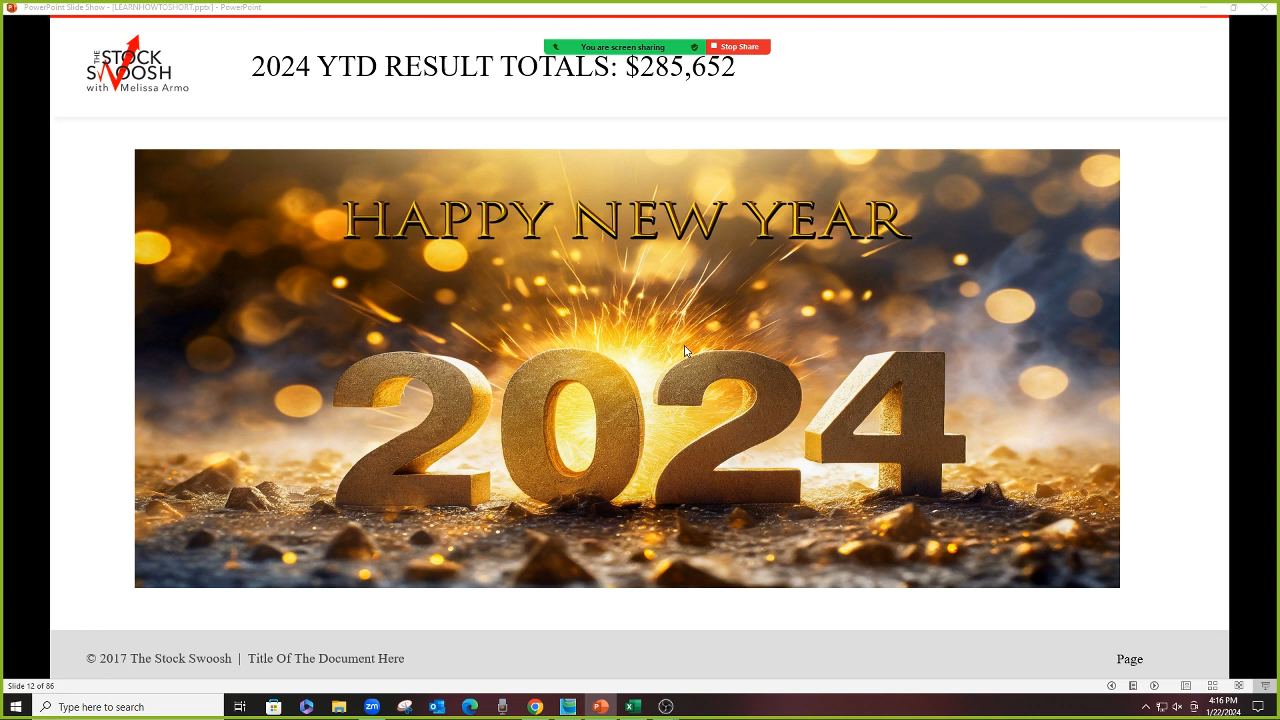 PowerPoint Slide Show - [LEARNHOWTOSHORT.pptx] - PowerPoint
You are screen sharing
Stop Share
THE STOCK SWOOSH
with Melissa Armo
2024 YTD RESULT TOTALS: $285,652
HAPPY NEW YEAR
2024
© 2017 The Stock Swoosh | Title Of The Document Here
Page
Slide 12 of 86
Type here to search
4:16 PM
1/22/2024